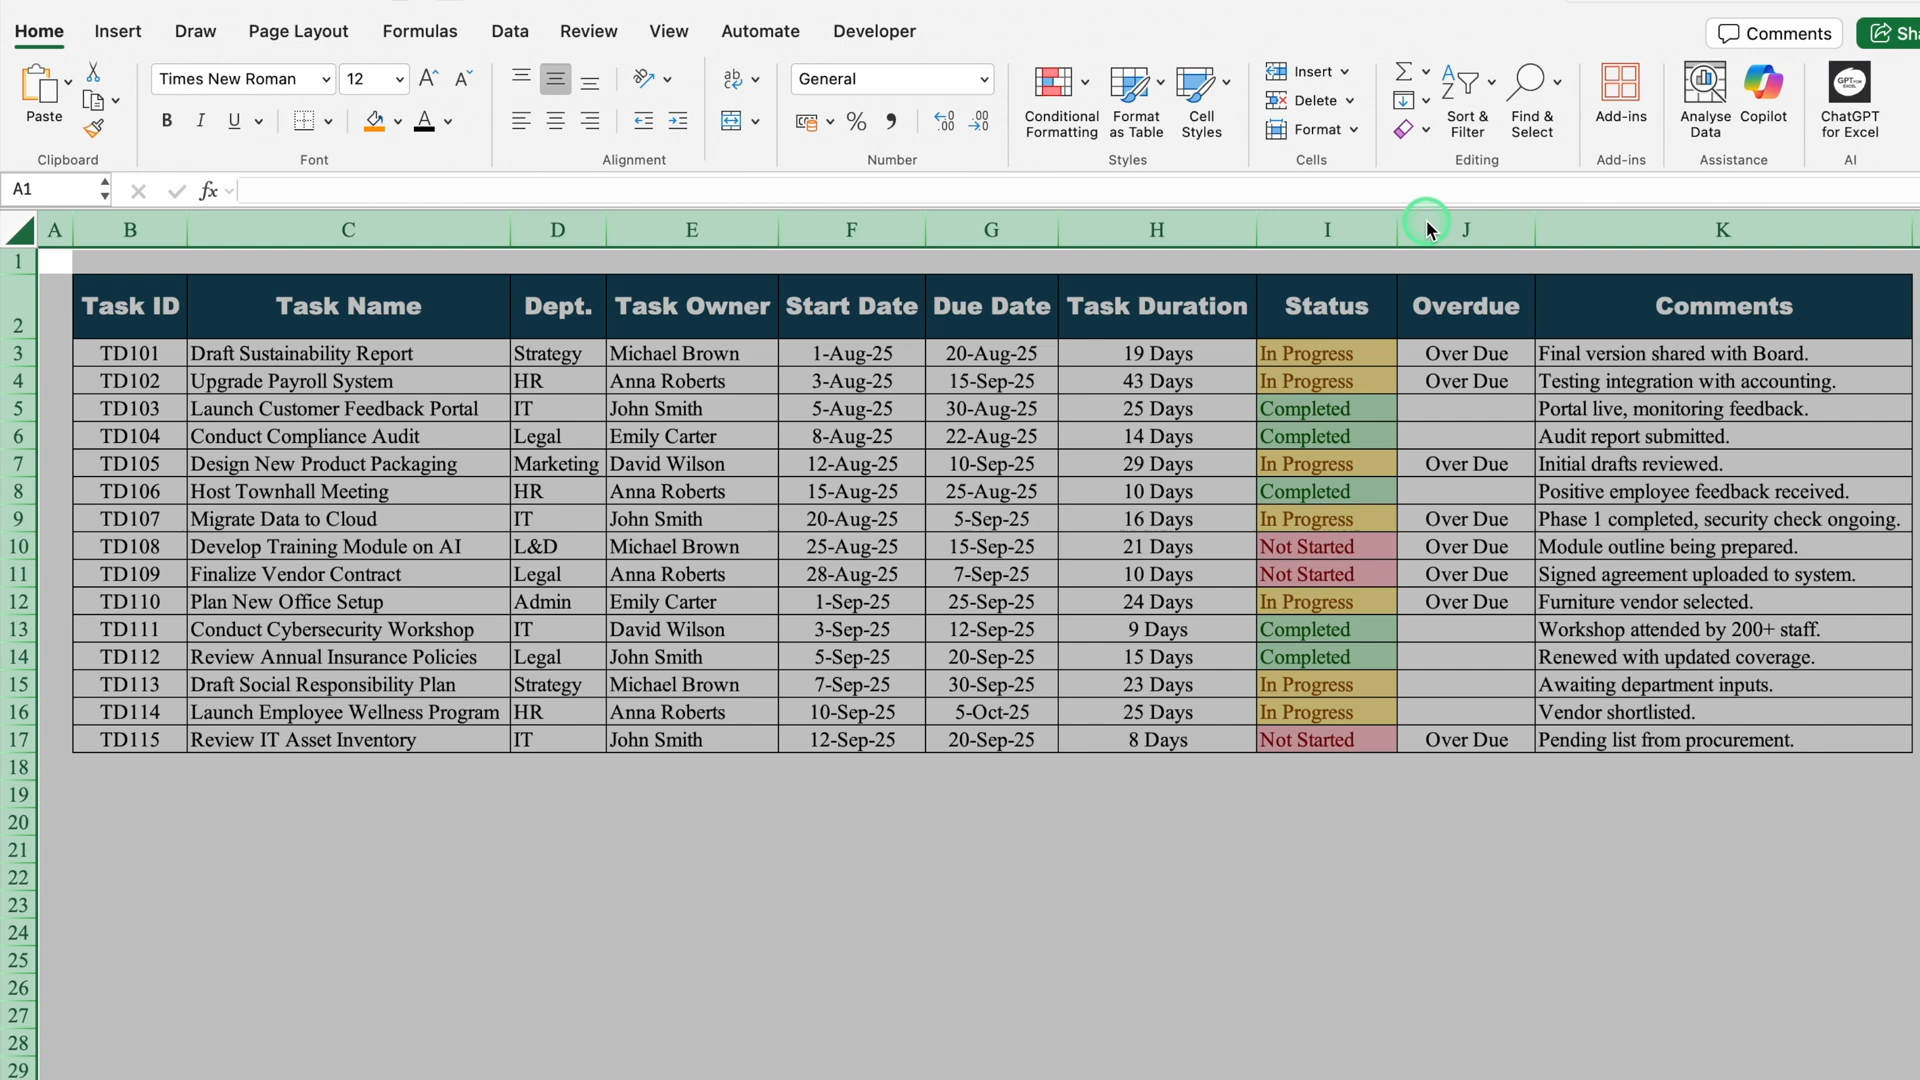 Home Insert Draw Page Layout Formulas Data Review View Automate Developer Comments
Paste Times New Roman 12 General Conditional Formatting Format as Table Cell Styles Insert Delete Format Sort & Filter Find & Select Add-ins Analyse Data Copilot ChatGPT for Excel
Clipboard Font Alignment Number Styles Cells Editing Add-ins Assistance AI
A1 fx
A B C D E F G H I J K
1
2 Task ID Task Name Dept. Task Owner Start Date Due Date Task Duration Status Overdue Comments
3 TD101 Draft Sustainability Report Strategy Michael Brown 1-Aug-25 20-Aug-25 19 Days In Progress Over Due Final version shared with Board.
4 TD102 Upgrade Payroll System HR Anna Roberts 3-Aug-25 15-Sep-25 43 Days In Progress Over Due Testing integration with accounting.
5 TD103 Launch Customer Feedback Portal IT John Smith 5-Aug-25 30-Aug-25 25 Days Completed Portal live, monitoring feedback.
6 TD104 Conduct Compliance Audit Legal Emily Carter 8-Aug-25 22-Aug-25 14 Days Completed Audit report submitted.
7 TD105 Design New Product Packaging Marketing David Wilson 12-Aug-25 10-Sep-25 29 Days In Progress Over Due Initial drafts reviewed.
8 TD106 Host Townhall Meeting HR Anna Roberts 15-Aug-25 25-Aug-25 10 Days Completed Positive employee feedback received.
9 TD107 Migrate Data to Cloud IT John Smith 20-Aug-25 5-Sep-25 16 Days In Progress Over Due Phase 1 completed, security check ongoing.
10 TD108 Develop Training Module on AI L&D Michael Brown 25-Aug-25 15-Sep-25 21 Days Not Started Over Due Module outline being prepared.
11 TD109 Finalize Vendor Contract Legal Anna Roberts 28-Aug-25 7-Sep-25 10 Days Not Started Over Due Signed agreement uploaded to system.
12 TD110 Plan New Office Setup Admin Emily Carter 1-Sep-25 25-Sep-25 24 Days In Progress Over Due Furniture vendor selected.
13 TD111 Conduct Cybersecurity Workshop IT David Wilson 3-Sep-25 12-Sep-25 9 Days Completed Workshop attended by 200+ staff.
14 TD112 Review Annual Insurance Policies Legal John Smith 5-Sep-25 20-Sep-25 15 Days Completed Renewed with updated coverage.
15 TD113 Draft Social Responsibility Plan Strategy Michael Brown 7-Sep-25 30-Sep-25 23 Days In Progress Awaiting department inputs.
16 TD114 Launch Employee Wellness Program HR Anna Roberts 10-Sep-25 5-Oct-25 25 Days In Progress Vendor shortlisted.
17 TD115 Review IT Asset Inventory IT John Smith 12-Sep-25 20-Sep-25 8 Days Not Started Over Due Pending list from procurement.
18
19
20
21
22
23
24
25
26
27
28
29